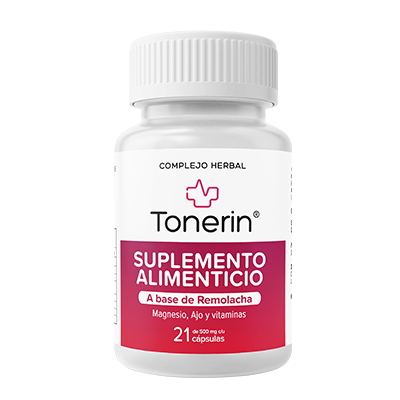 COMPLEJO HERBAL
Tonerin®
SUPLEMENTO
ALIMENTICIO
A base de Remolacha
Magnesio, Ajo y vitaminas
21 de 500 mg c/u
cápsulas